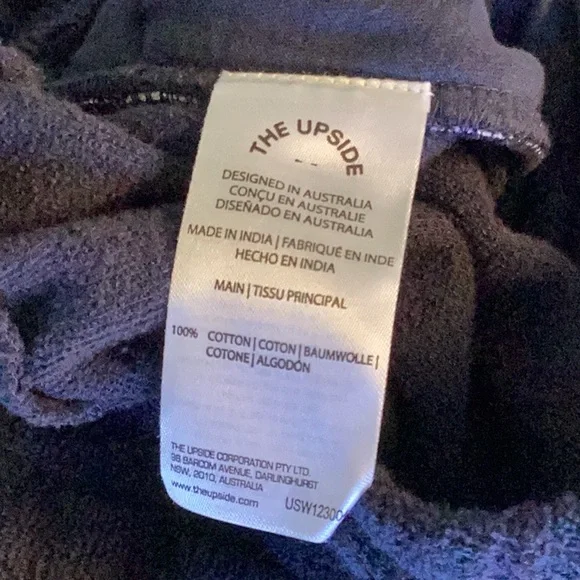 THE UPSIDE
DESIGNED IN AUSTRALIA
CONÇU EN AUSTRALIE
DISEÑADO EN AUSTRALIA
MADE IN INDIA | FABRIQUÉ EN INDE
HECHO EN INDIA
MAIN | TISSU PRINCIPAL
100% COTTON | COTON | BAUMWOLLE |
COTONE | ALGODÓN
THE UPSIDE CORPORATION PTY LTD.
98 BARCOM AVENUE, DARLINGHURST
NSW, 2010, AUSTRALIA
www.theupside.com